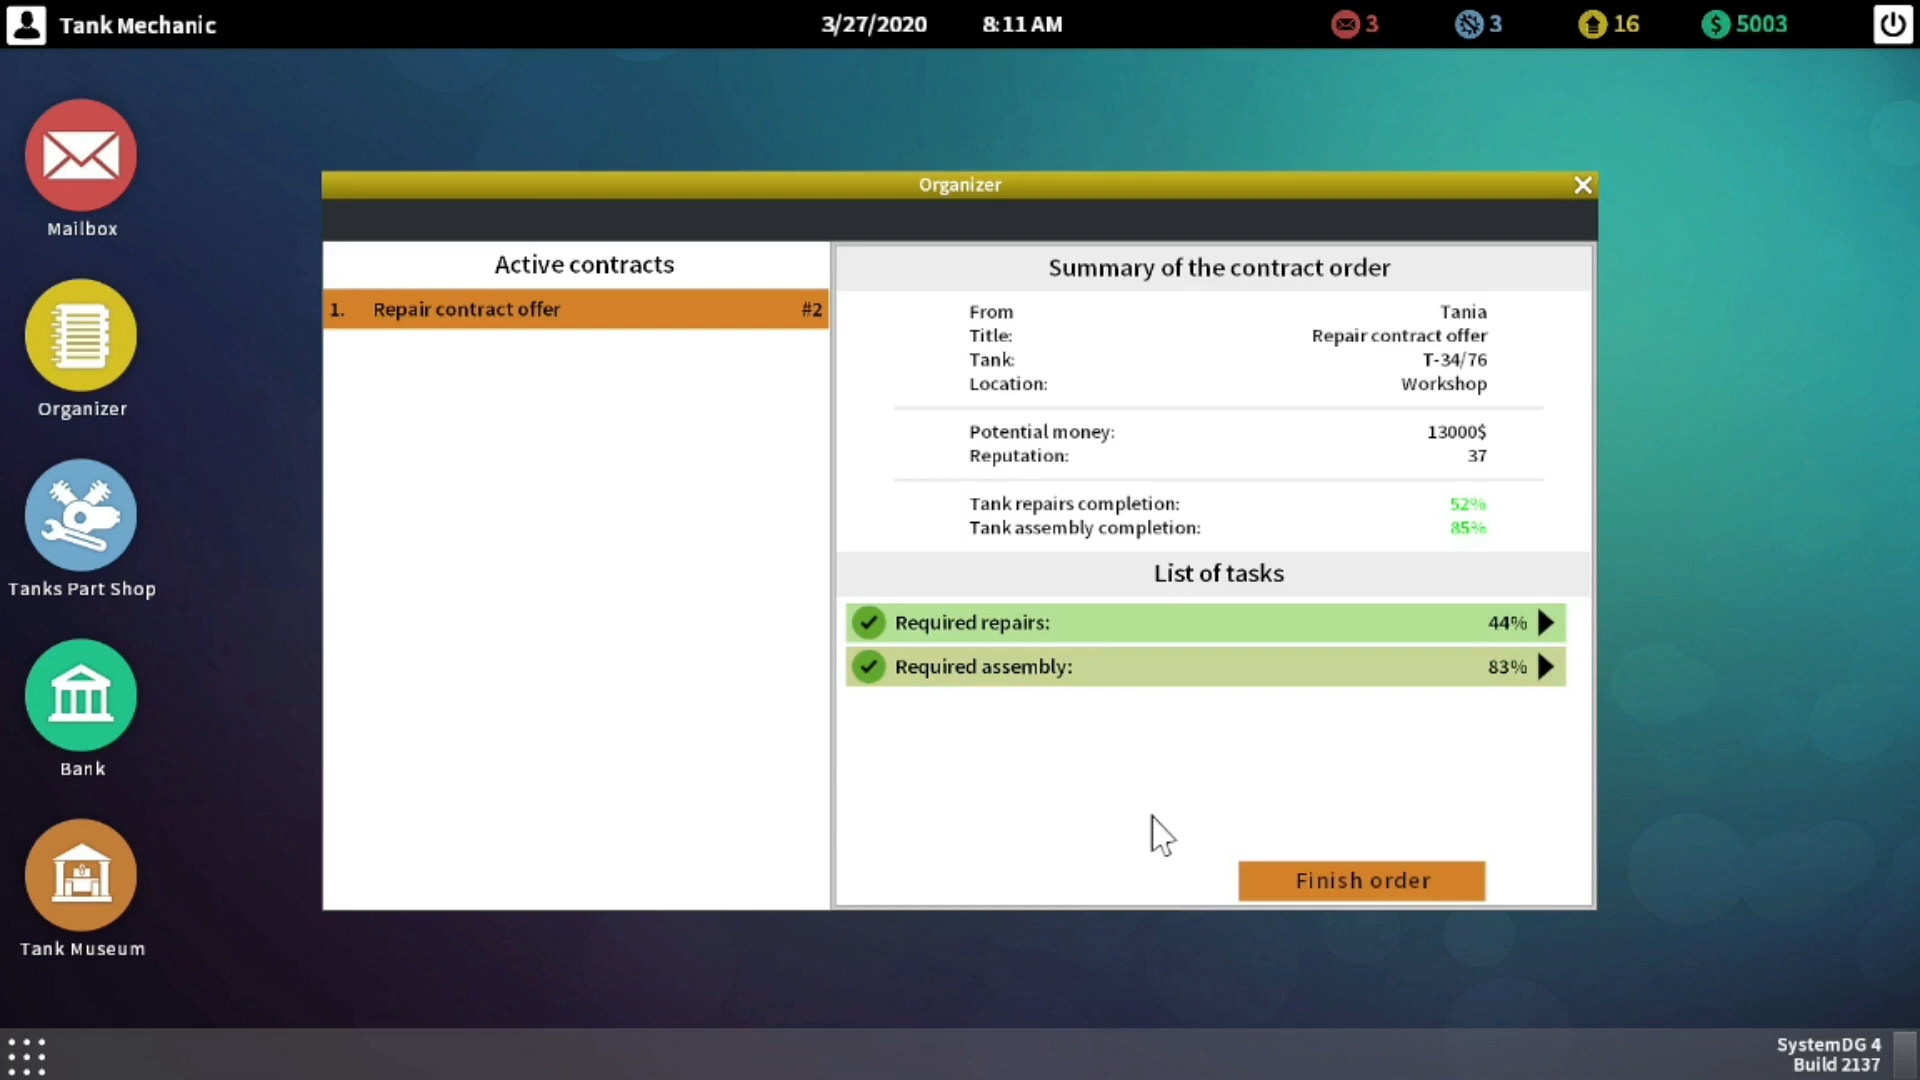 Tank Mechanic
3/27/2020 8:11 AM
3 3 16 $ 5003
Mailbox
Organizer
Tanks Part Shop
Bank
Tank Museum
Organizer
Active contracts
1. Repair contract offer #2
Summary of the contract order
From Tania
Title: Repair contract offer
Tank: T-34/76
Location: Workshop
Potential money: 13000$
Reputation: 37
Tank repairs completion: 52%
Tank assembly completion: 85%
List of tasks
Required repairs: 44%
Required assembly: 83%
Finish order
SystemDG 4
Build 2137